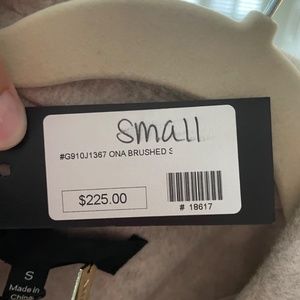 small
#G910J1367 ONA BRUSHED S
$225.00
# 18617
S
Made in
China